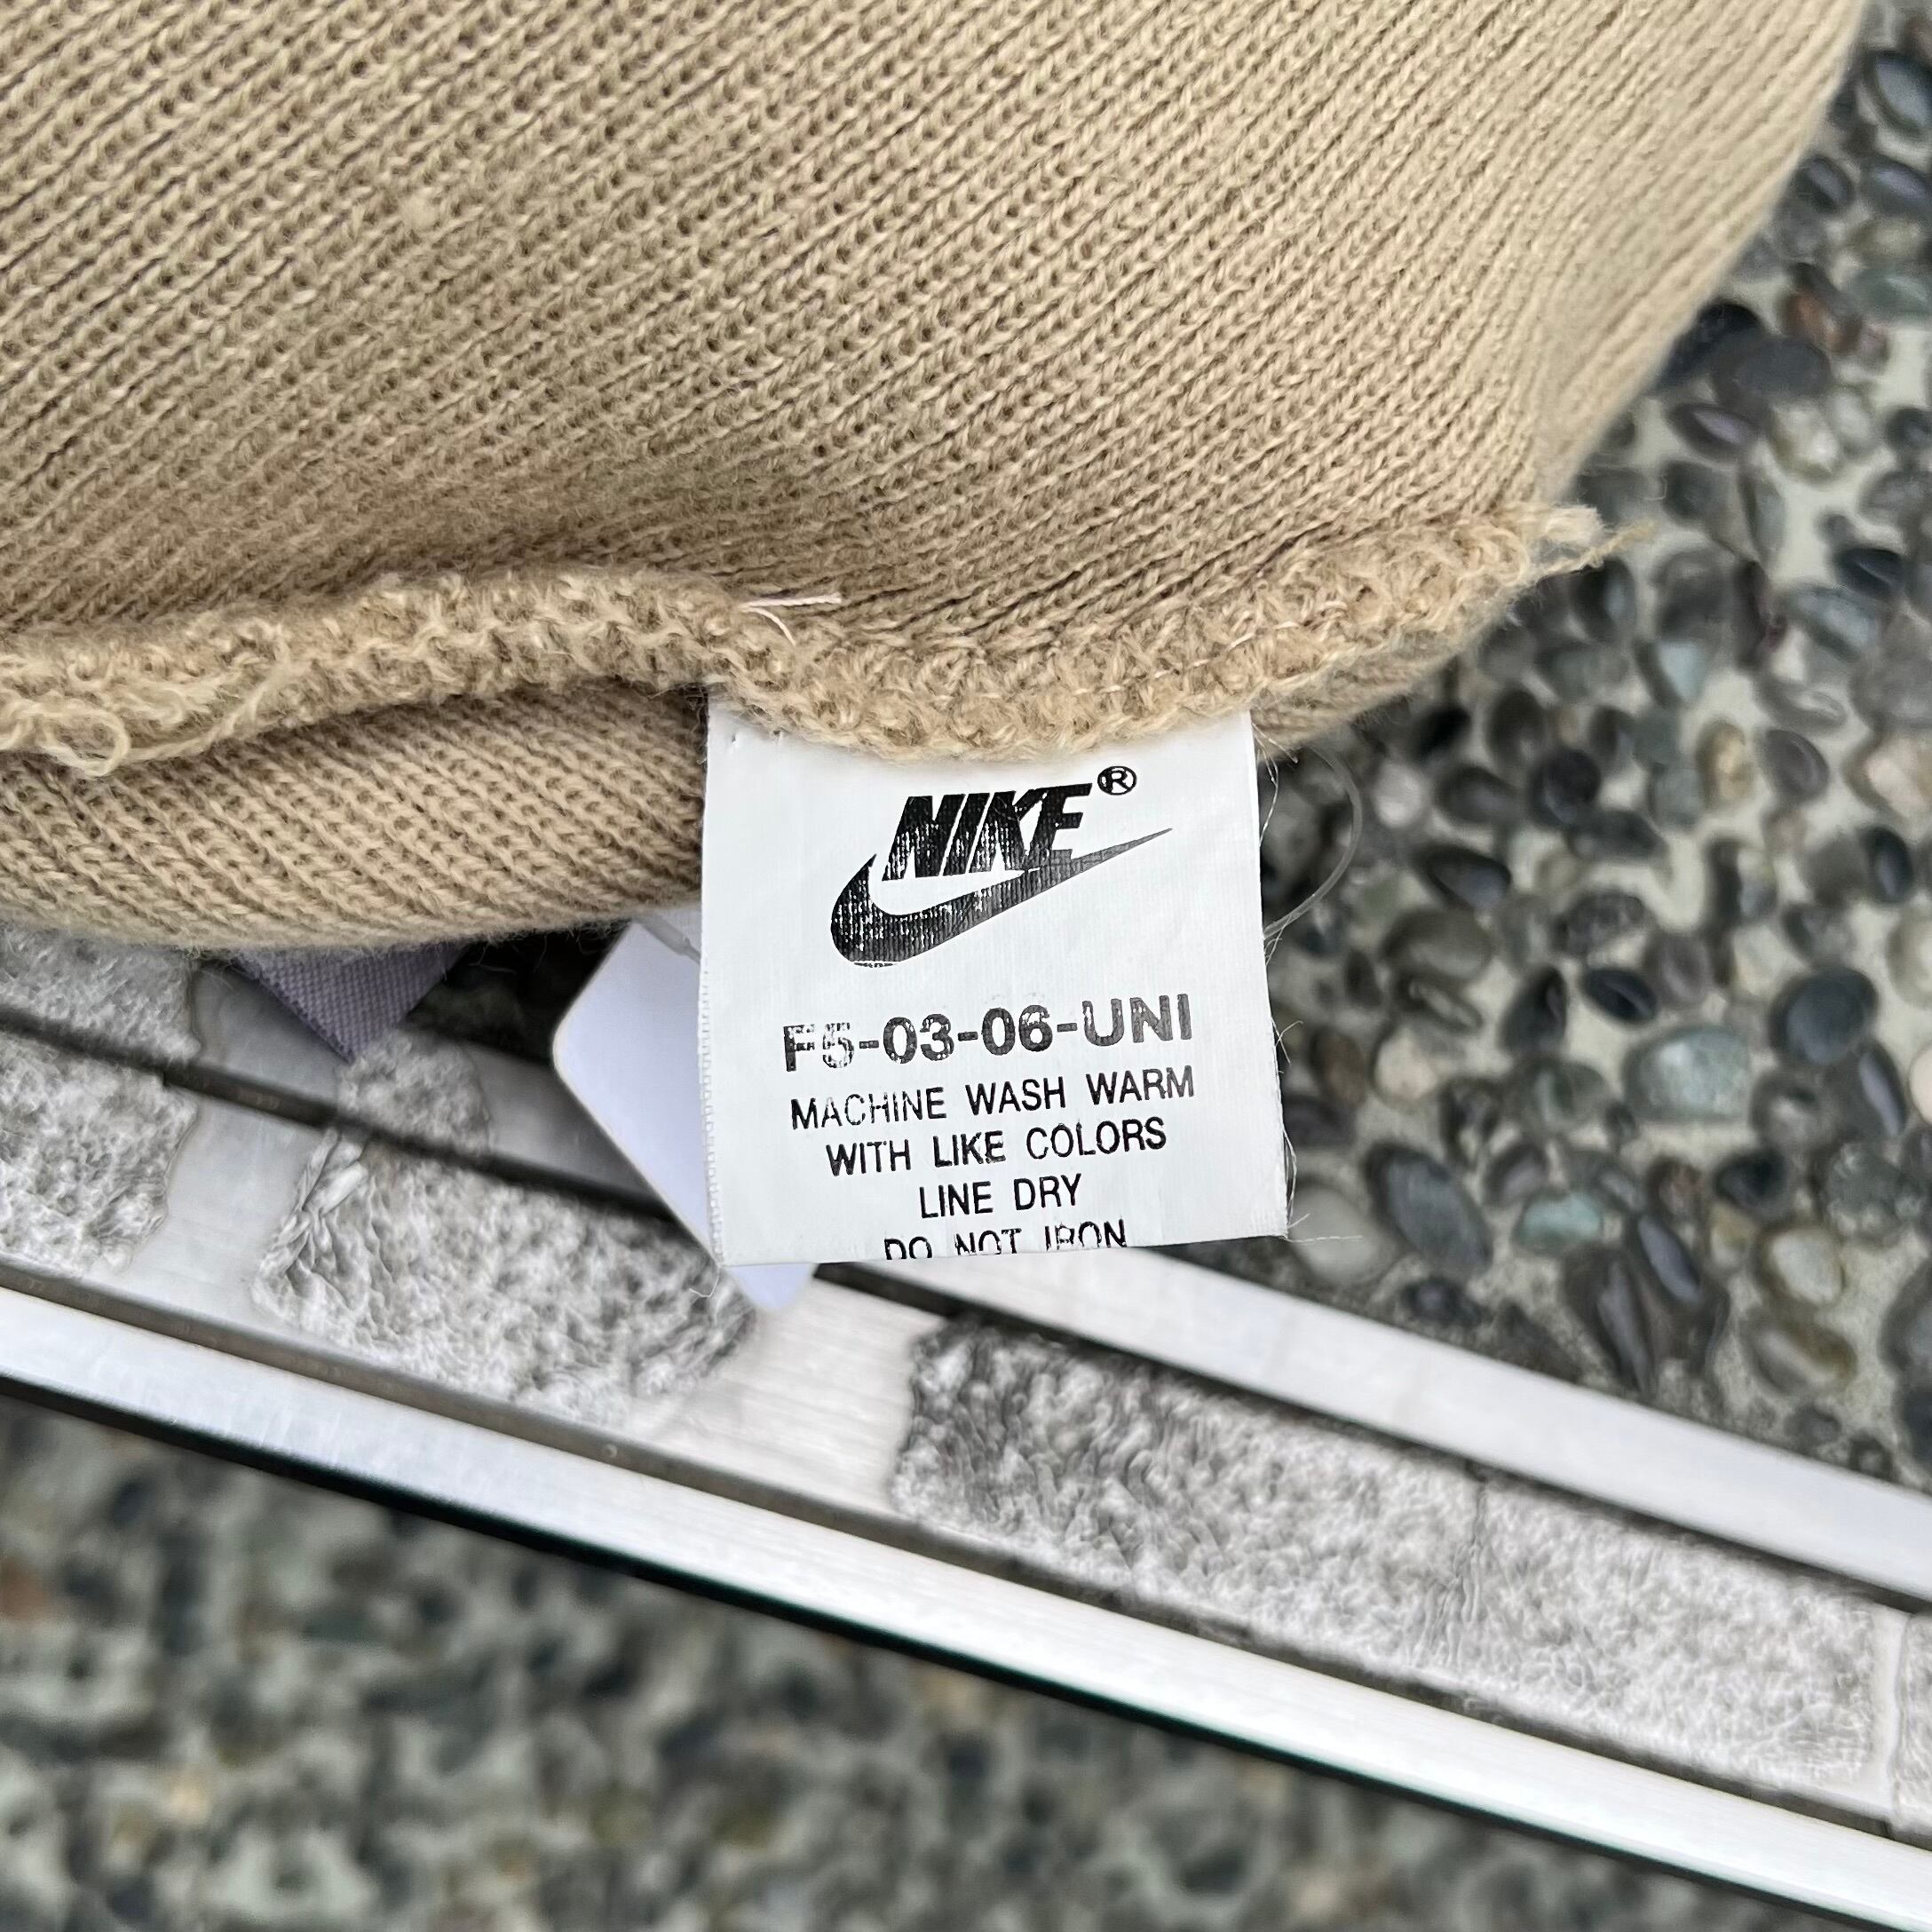 NIKE®
F5-03-06-UNI
MACHINE WASH WARM
WITH LIKE COLORS
LINE DRY
DO NOT IRON